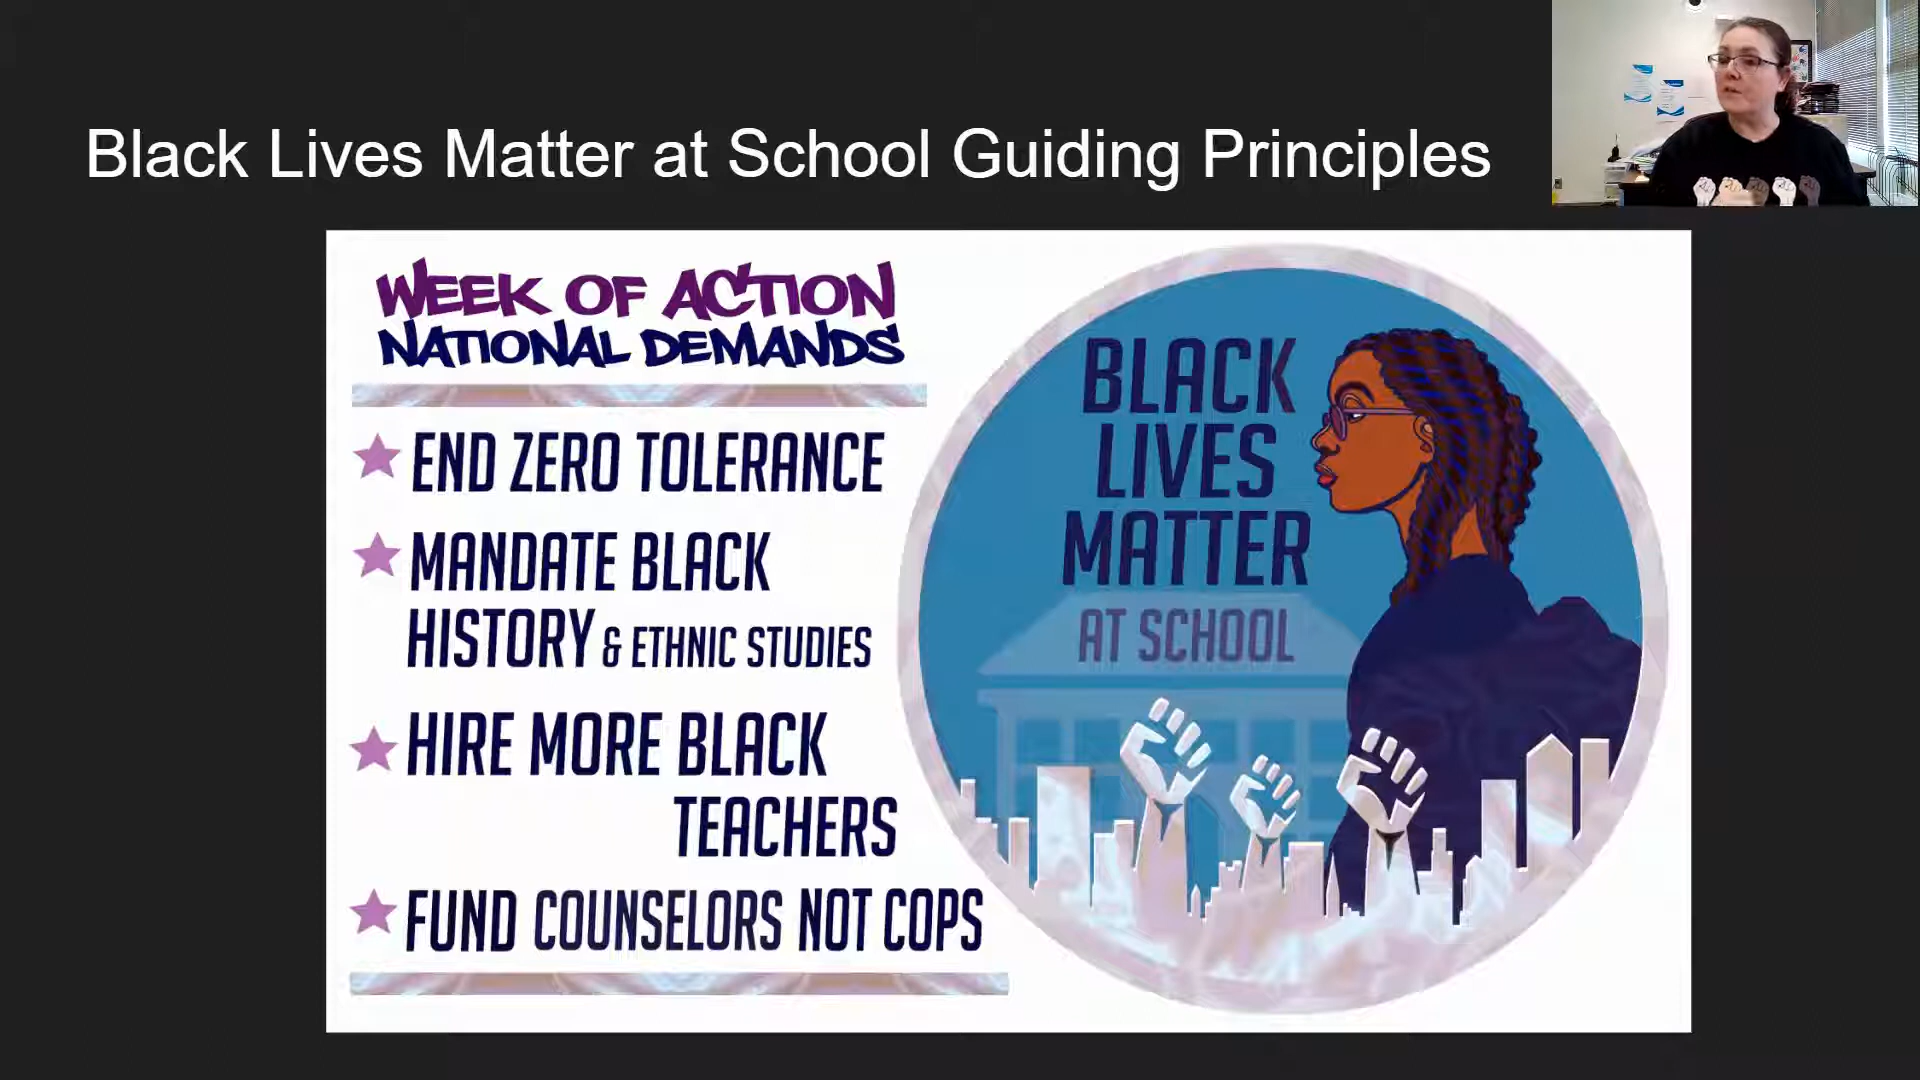 Black Lives Matter at School Guiding Principles
WEEK OF ACTION
NATIONAL DEMANDS
END ZERO TOLERANCE
MANDATE BLACK
HISTORY & ETHNIC STUDIES
HIRE MORE BLACK
TEACHERS
FUND COUNSELORS NOT COPS
BLACK
LIVES
MATTER
AT SCHOOL